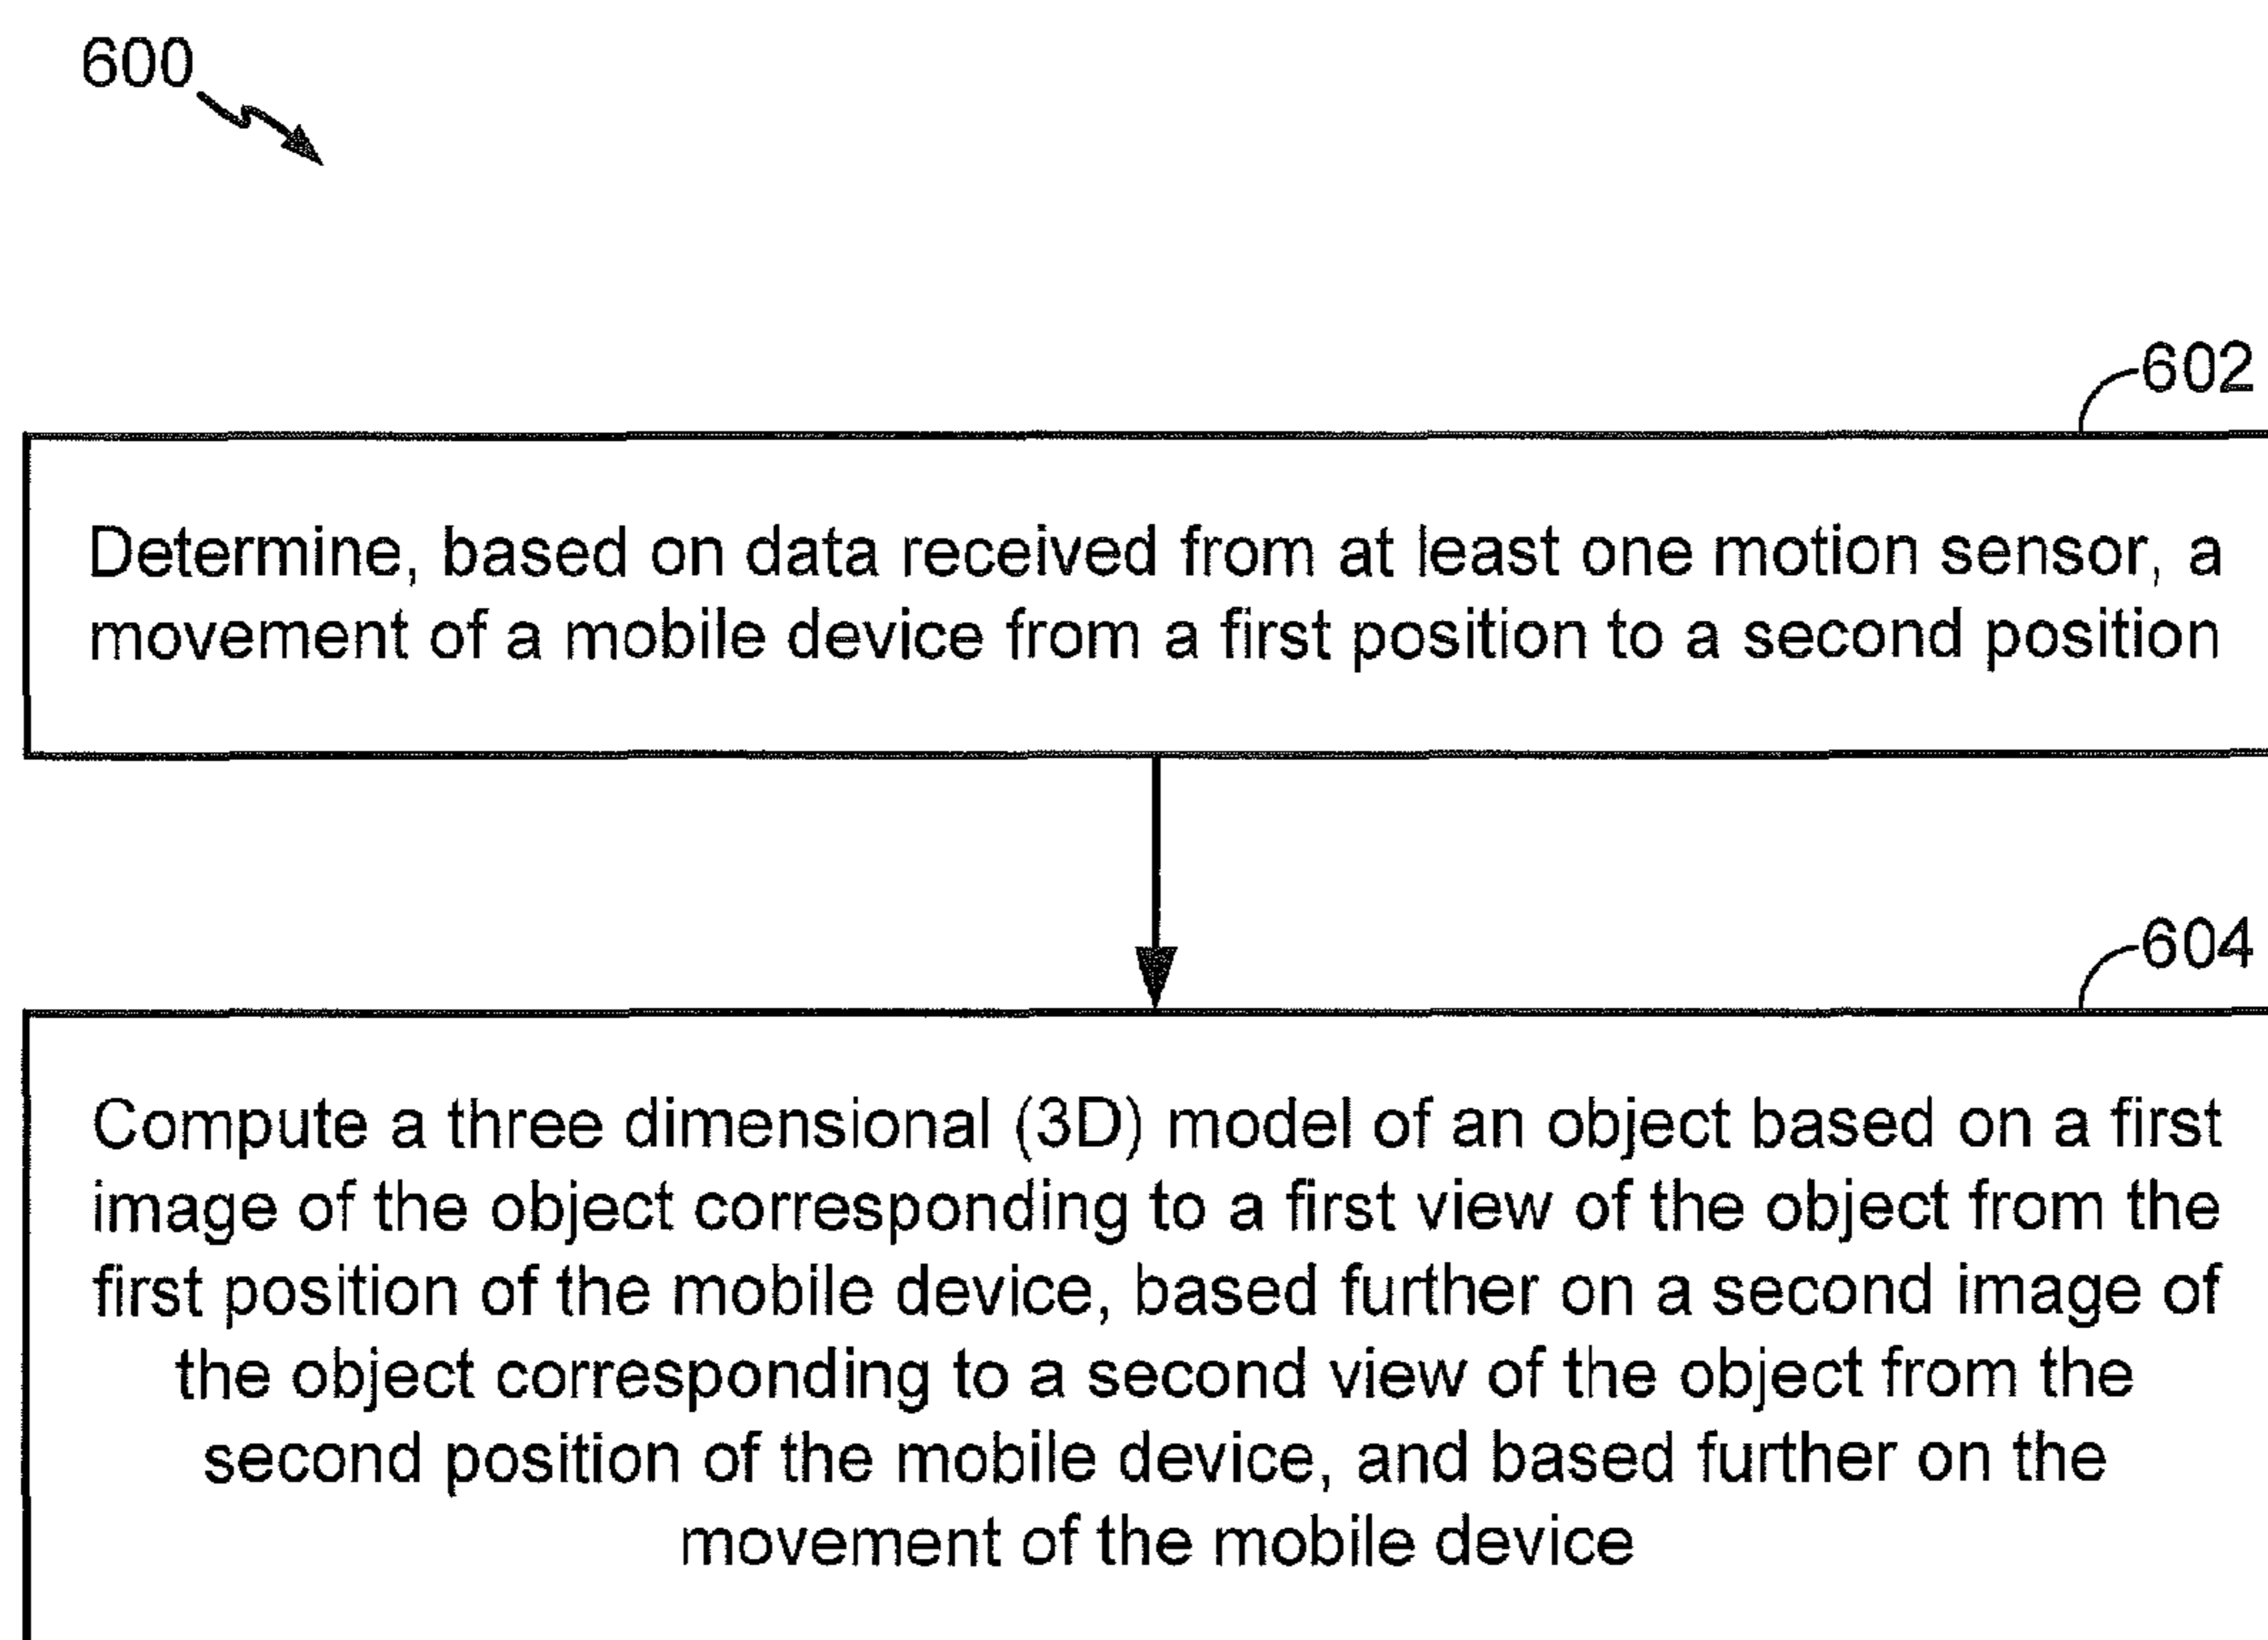 600
602
Determine, based on data received from at least one motion sensor, a
movement of a mobile device from a first position to a second position
604
Compute a three dimensional (3D) model of an object based on a first
image of the object corresponding to a first view of the object from the
first position of the mobile device, based further on a second image of
the object corresponding to a second view of the object from the
second position of the mobile device, and based further on the
movement of the mobile device